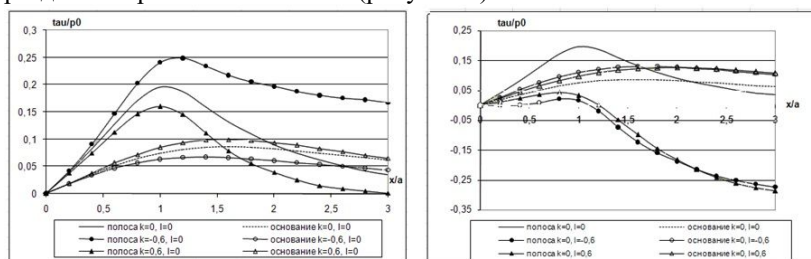 tau/p0
0,3
0,25
0,2
0,15
0,1
0,05
0
0 0,5 1 1,5 2 2,5 3
x/a
полоса k=0, l=0
основание k=0, l=0
полоса k=-0,6, l=0
основание k=-0,6, l=0
полоса k=0,6, l=0
основание k=0,6, l=0
tau/p0
0,25
0,15
0,05
-0,05
-0,15
-0,25
-0,35
0,5 1 1,5 2 2,5 3
x/a
полоса k=0, l=0
основание k=0, l=0
полоса k=0, l=-0,6
основание k=0, l=-0,6
полоса k=0, l=0,6
основание k=0, l=0,6